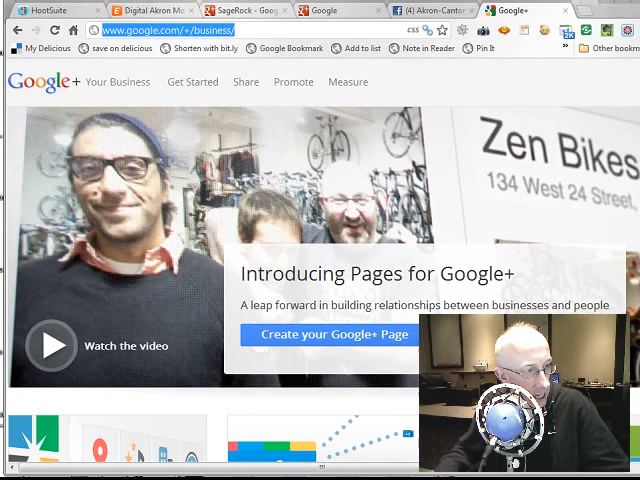 HootSuite
Digital Akron Mo
SageRock - Goog
Google
(4) Akron-Canton
Google+
www.google.com/+/business/
css
My Delicious
save on delicious
Shorten with bit.ly
Google Bookmark
Add to list
Note in Reader
Pin It
Other bookm
Google+ Your Business
Get Started
Share
Promote
Measure
Zen Bikes
134 West 24 Street,
Introducing Pages for Google+
A leap forward in building relationships between businesses and people
Create your Google+ Page
Watch the video